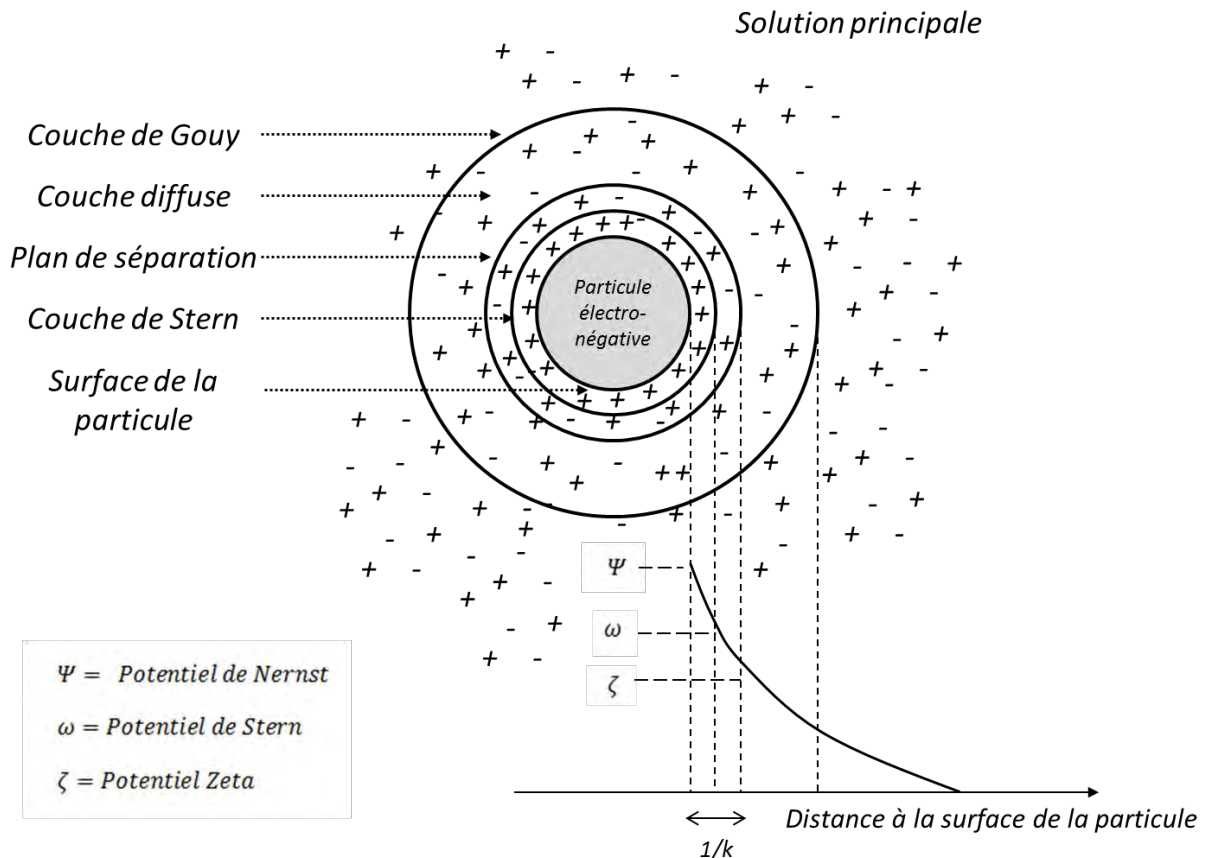 Solution principale
Couche de Gouy
Couche diffuse
Plan de séparation
Couche de Stern
Surface de la
particule
Particule
électro-
négative
Ψ
ω
ζ
Ψ = Potentiel de Nernst
ω = Potentiel de Stern
ζ = Potentiel Zeta
Distance à la surface de la particule
1/k